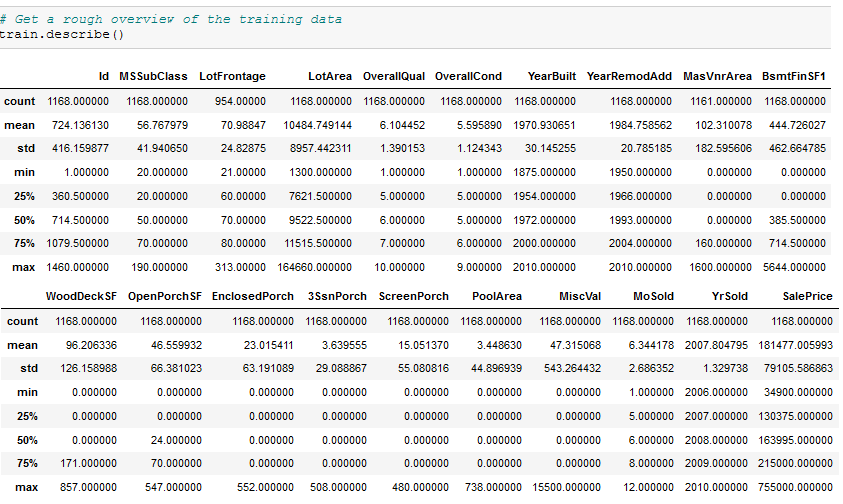 # Get a rough overview of the training data
train.describe()
Id MSSubClass LotFrontage LotArea OverallQual OverallCond YearBuilt YearRemodAdd MasVnrArea BsmtFinSF1
count 1168.000000 1168.000000 954.00000 1168.000000 1168.000000 1168.000000 1168.000000 1168.000000 1161.000000 1168.000000
mean 724.136130 56.767979 70.98847 10484.749144 6.104452 5.595890 1970.930651 1984.758562 102.310078 444.726027
std 416.159877 41.940650 24.82875 8957.442311 1.390153 1.124343 30.145255 20.785185 182.595606 462.664785
min 1.000000 20.000000 21.00000 1300.000000 1.000000 1.000000 1875.000000 1950.000000 0.000000 0.000000
25% 360.500000 20.000000 60.00000 7621.500000 5.000000 5.000000 1954.000000 1966.000000 0.000000 0.000000
50% 714.500000 50.000000 70.00000 9522.500000 6.000000 5.000000 1972.000000 1993.000000 0.000000 385.500000
75% 1079.500000 70.000000 80.00000 11515.500000 7.000000 6.000000 2000.000000 2004.000000 160.000000 714.500000
max 1460.000000 190.000000 313.00000 164660.000000 10.000000 9.000000 2010.000000 2010.000000 1600.000000 5644.000000
WoodDeckSF OpenPorchSF EnclosedPorch 3SsnPorch ScreenPorch PoolArea MiscVal MoSold YrSold SalePrice
count 1168.000000 1168.000000 1168.000000 1168.000000 1168.000000 1168.000000 1168.000000 1168.000000 1168.000000 1168.000000
mean 96.206336 46.559932 23.015411 3.639555 15.051370 3.448630 47.315068 6.344178 2007.804795 181477.005993
std 126.158988 66.381023 63.191089 29.088867 55.080816 44.896939 543.264432 2.686352 1.329738 79105.586863
min 0.000000 0.000000 0.000000 0.000000 0.000000 0.000000 0.000000 1.000000 2006.000000 34900.000000
25% 0.000000 0.000000 0.000000 0.000000 0.000000 0.000000 0.000000 5.000000 2007.000000 130375.000000
50% 0.000000 24.000000 0.000000 0.000000 0.000000 0.000000 0.000000 6.000000 2008.000000 163995.000000
75% 171.000000 70.000000 0.000000 0.000000 0.000000 0.000000 0.000000 8.000000 2009.000000 215000.000000
max 857.000000 547.000000 552.000000 508.000000 480.000000 738.000000 15500.000000 12.000000 2010.000000 755000.000000